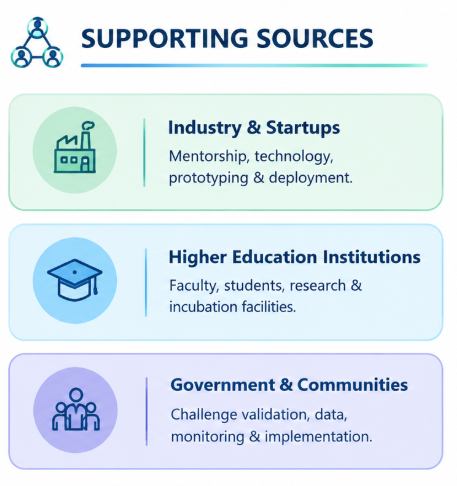 SUPPORTING SOURCES
Industry & Startups
Mentorship, technology,
prototyping & deployment.
Higher Education Institutions
Faculty, students, research &
incubation facilities.
Government & Communities
Challenge validation, data,
monitoring & implementation.